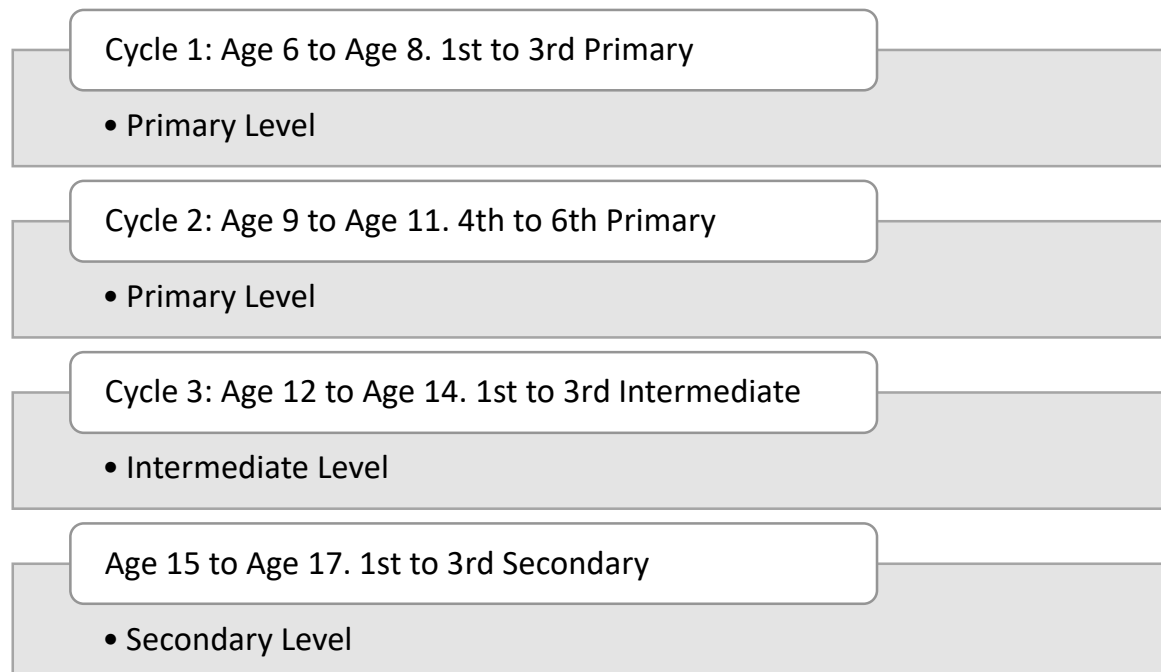 Cycle 1: Age 6 to Age 8. 1st to 3rd Primary
• Primary Level
Cycle 2: Age 9 to Age 11. 4th to 6th Primary
• Primary Level
Cycle 3: Age 12 to Age 14. 1st to 3rd Intermediate
• Intermediate Level
Age 15 to Age 17. 1st to 3rd Secondary
• Secondary Level